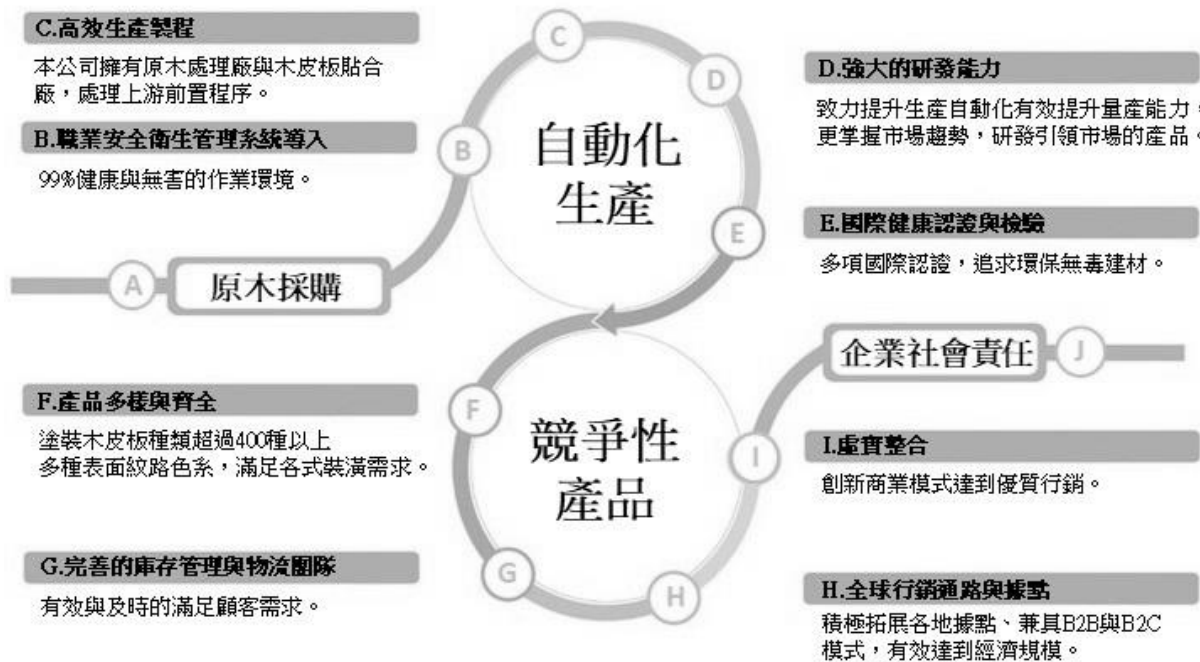 C.高效生產製程
本公司擁有原木處理廠與木皮板貼合
廠，處理上游前置程序。
B.職業安全衛生管理系統導入
99%健康與無害的作業環境。
A
原木採購
B
C
D
E
自動化
生產
D.強大的研發能力
致力提升生產自動化有效提升量產能力，
更掌握市場趨勢，研發引領市場的產品。
E.國際健康認證與檢驗
多項國際認證，追求環保無毒建材。
F.產品多樣與齊全
塗裝木皮板種類超過400種以上
多種表面紋路色系，滿足各式裝潢需求。
G.完善的庫存管理與物流團隊
有效與及時的滿足顧客需求。
F
G
H
I
競爭性
產品
企業社會責任
J
I.虛實整合
創新商業模式達到優質行銷。
H.全球行銷通路與據點
積極拓展各地據點、兼具B2B與B2C
模式，有效達到經濟規模。